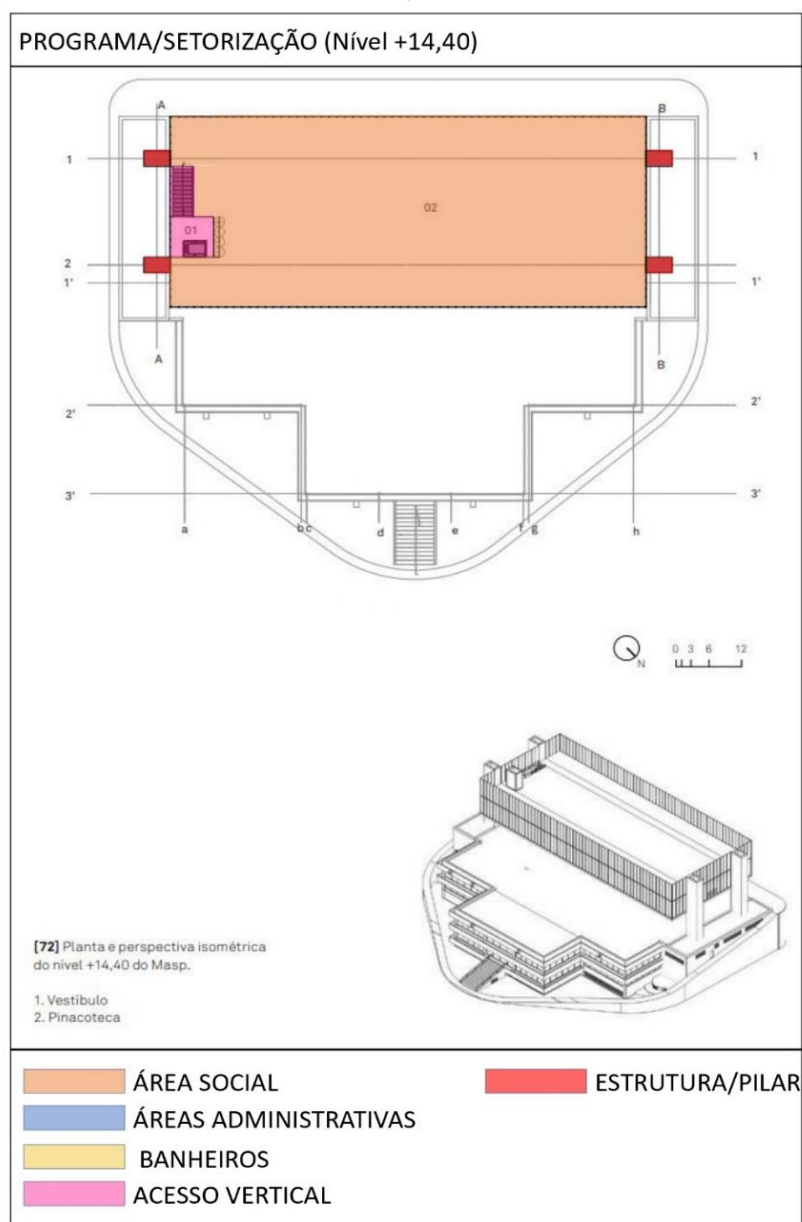 PROGRAMA/SETORIZAÇÃO (Nível +14,40)
A B
1 1
01 02
2 2
1' 1'
A B
2' 2'
3' 3'
a b c d e f g h
N
0 3 6 12
[72] Planta e perspectiva isométrica
do nível +14,40 do Masp.
1. Vestíbulo
2. Pinacoteca
ÁREA SOCIAL ESTRUTURA/PILAR
ÁREAS ADMINISTRATIVAS
BANHEIROS
ACESSO VERTICAL